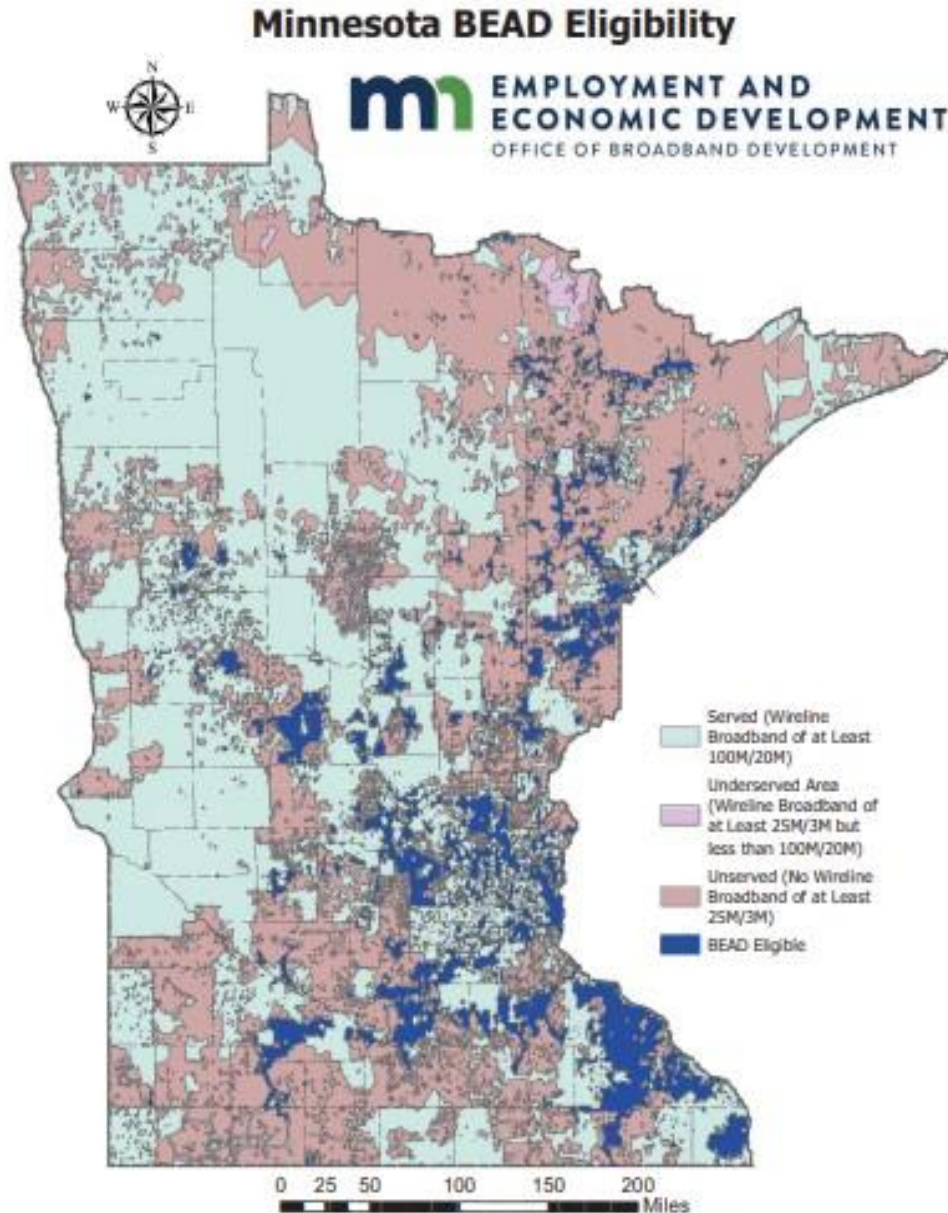 Minnesota BEAD Eligibility
N
W E
S
mn
EMPLOYMENT AND
ECONOMIC DEVELOPMENT
OFFICE OF BROADBAND DEVELOPMENT
Served (Wireline
Broadband of at Least
100M/20M)
Underserved Area
(Wireline Broadband of
at Least 25M/3M but
less than 100M/20M)
Unserved (No Wireline
Broadband of at Least
25M/3M)
BEAD Eligible
0 25 50 100 150 200
Miles